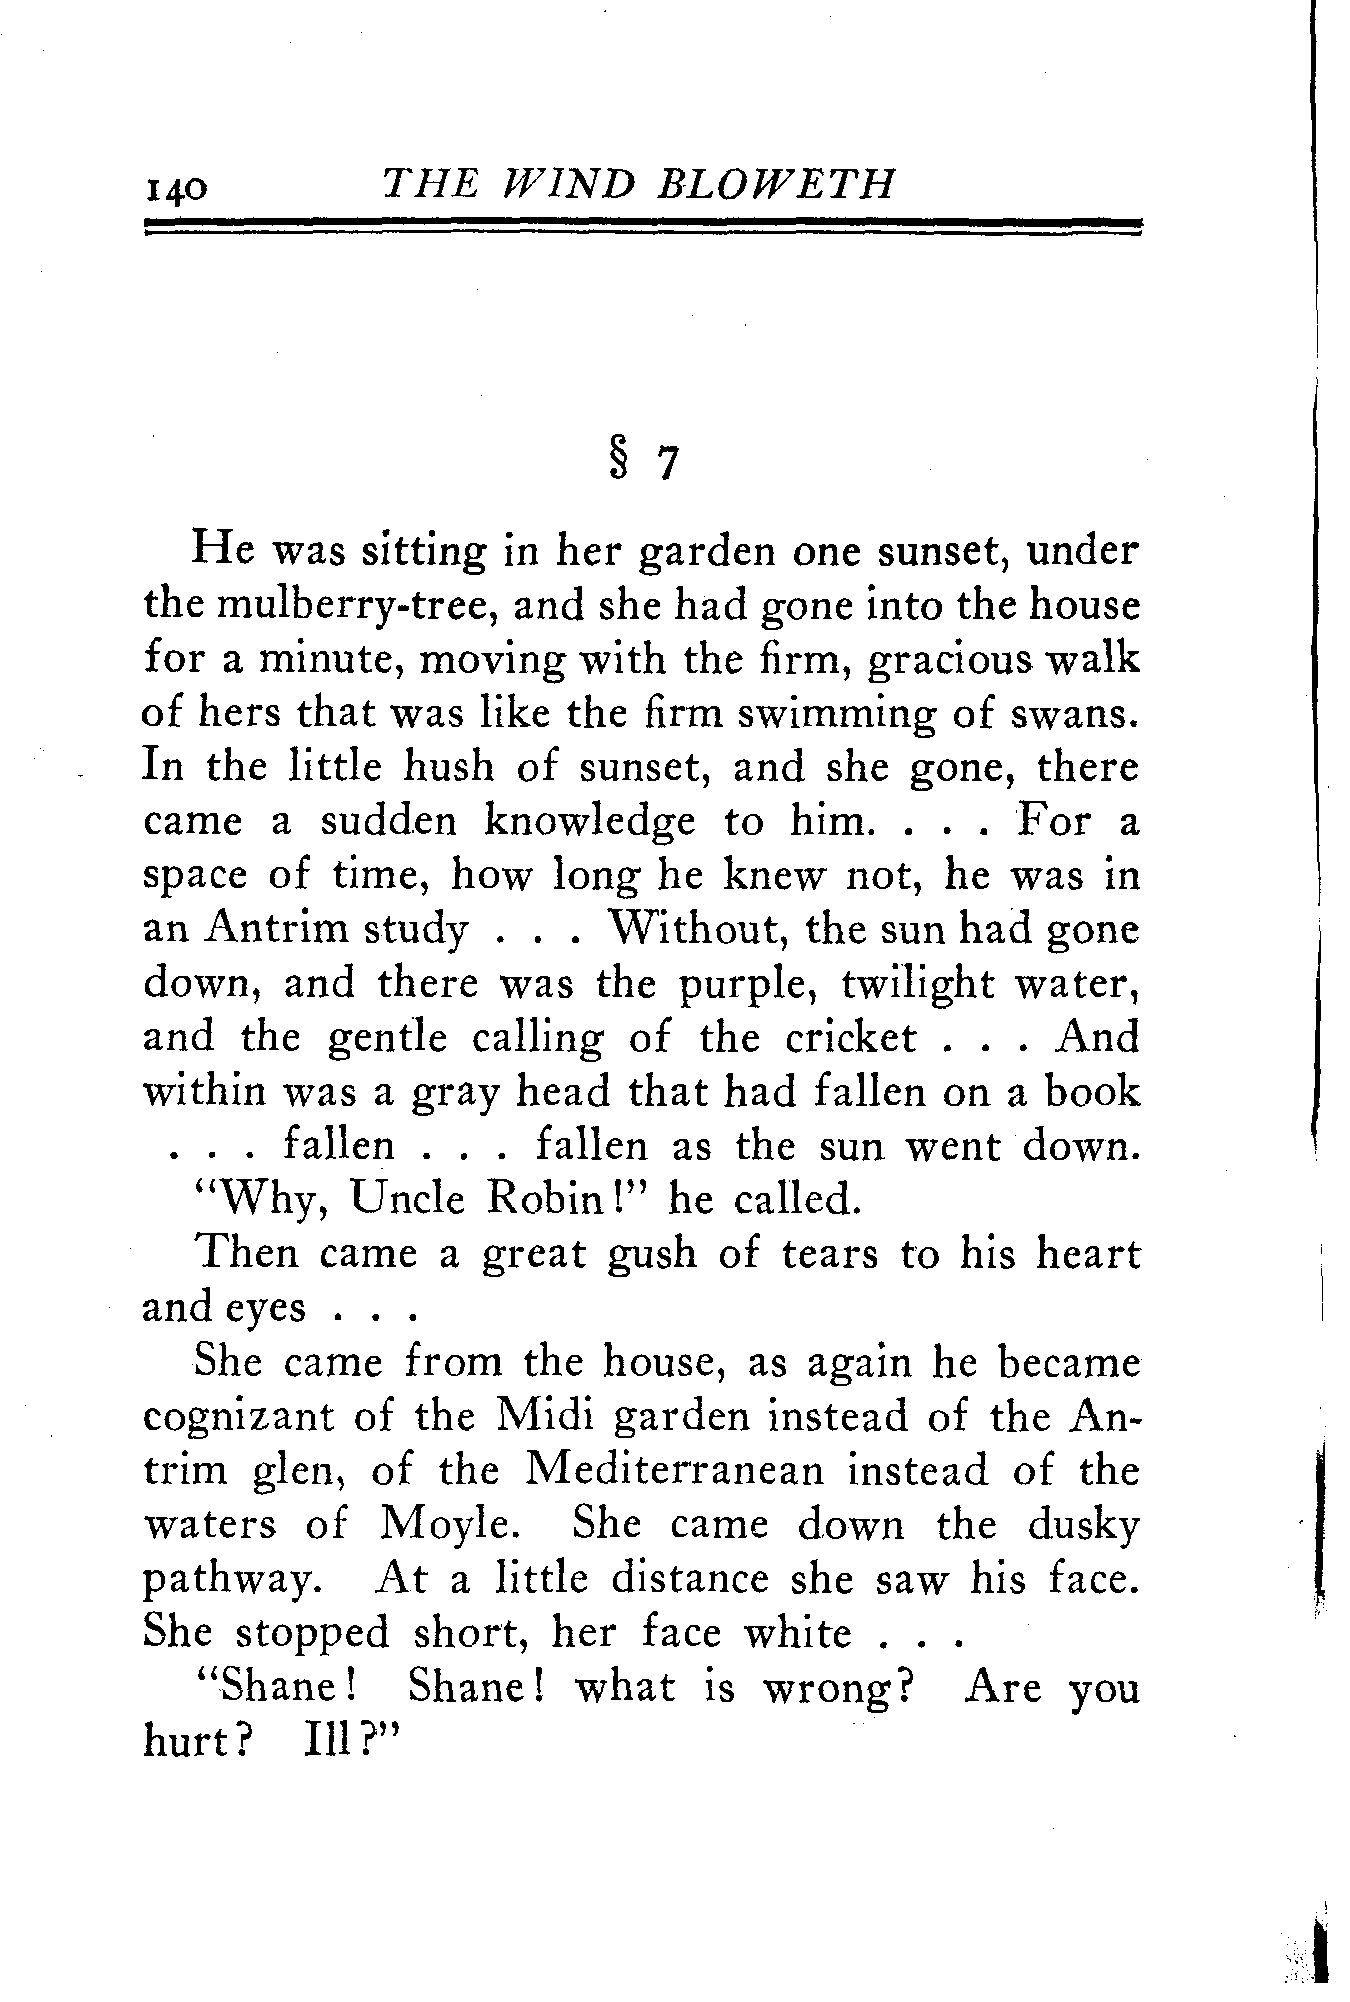 140 THE WIND BLOWETH
§ 7
He was sitting in her garden one sunset, under
the mulberry-tree, and she had gone into the house
for a minute, moving with the firm, gracious walk
of hers that was like the firm swimming of swans.
In the little hush of sunset, and she gone, there
came a sudden knowledge to him. . . . For a
space of time, how long he knew not, he was in
an Antrim study . . . Without, the sun had gone
down, and there was the purple, twilight water,
and the gentle calling of the cricket . . . And
within was a gray head that had fallen on a book
. . . fallen . . . fallen as the sun went down.
"Why, Uncle Robin!" he called.
Then came a great gush of tears to his heart
and eyes . . .
She came from the house, as again he became
cognizant of the Midi garden instead of the An-
trim glen, of the Mediterranean instead of the
waters of Moyle. She came down the dusky
pathway. At a little distance she saw his face.
She stopped short, her face white . . .
"Shane! Shane! what is wrong? Are you
hurt? Ill?"